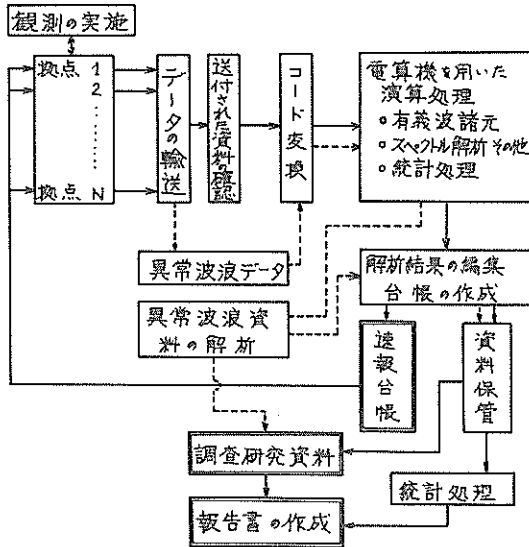 観測の実施
拠点 1
2
拠点 N
データの輸送
送付された資料の確認
コード変換
電算機を用いた
演算処理
○有義波諸元
○スペクトル解析その他
○統計処理
異常波浪データ
異常波浪資
料の解析
解析結果の編集
台帳の作成
速報台帳
資料保管
調査研究資料
統計処理
報告書の作成